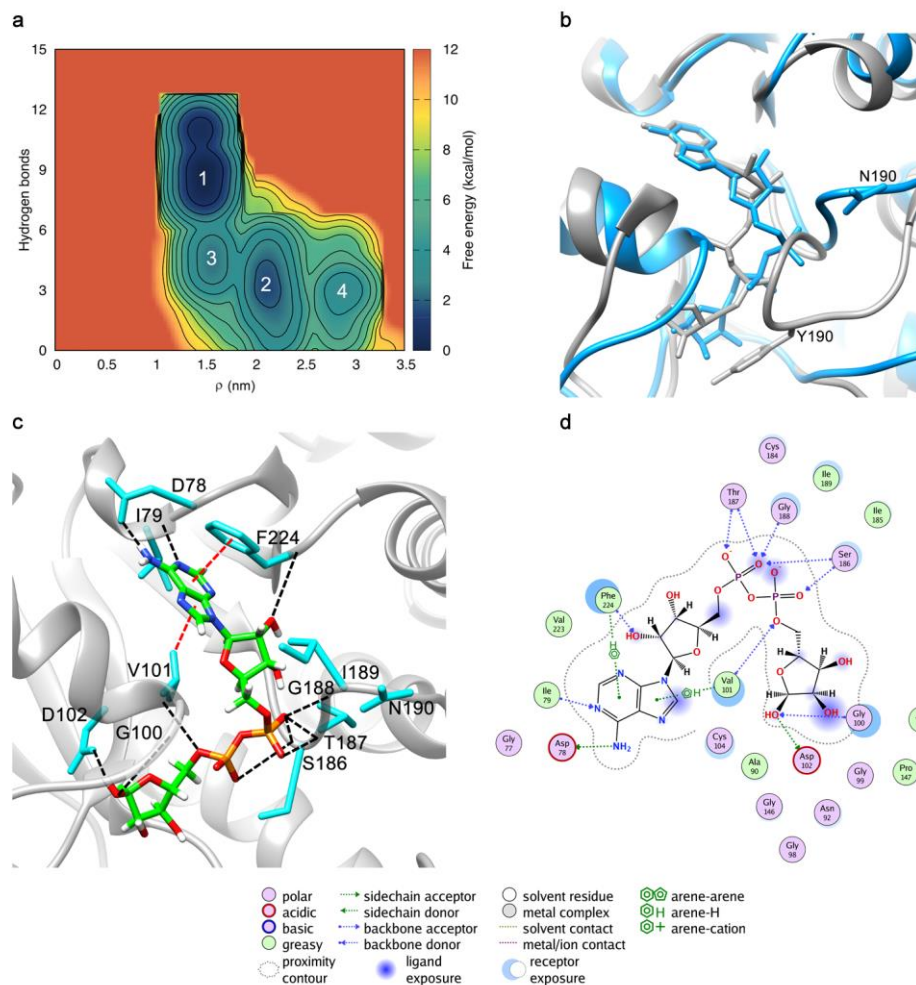 a
15
12
9
6
3
0
Hydrogen bonds
1
3
2
4
0
0.5
1
1.5
2
2.5
3
3.5
ρ (nm)
12
10
8
6
4
2
0
Free energy (kcal/mol)
b
N190
Y190
c
D78
I79
F224
V101
D102
G100
I189
G188
N190
T187
S186
d
Cys
184
Ile
189
Thr
187
Gly
188
Ile
185
Ser
186
Phe
224
Val
223
Ile
79
Gly
77
Asp
78
Val
101
Cys
104
Gly
100
Asp
102
Ala
90
Gly
99
Pro
147
Gly
146
Asn
92
Gly
98
O⁻
O
O⁻
P
O
P
O
O
O
O
OH
HO
H
H
H
H
O
N
N
N
N
NH₂
H
H
O
OH
OH
HO
H
H
H
H
polar
acidic
basic
greasy
proximity
contour
sidechain acceptor
sidechain donor
backbone acceptor
backbone donor
ligand
exposure
solvent residue
metal complex
solvent contact
metal/ion contact
receptor
exposure
arene-arene
H arene-H
+ arene-cation